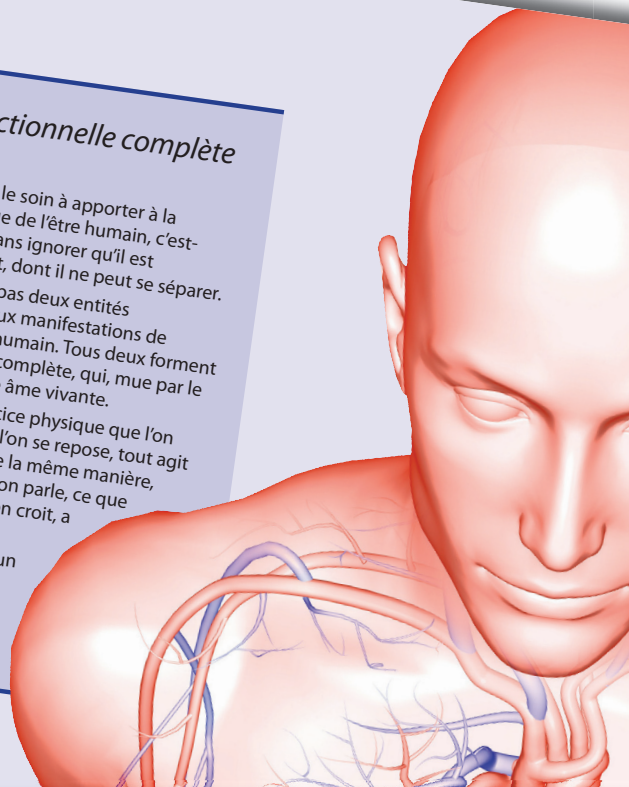 ctionnelle complète
le soin à apporter à la
e de l'être humain, c'est-
ans ignorer qu'il est
t, dont il ne peut se séparer.
pas deux entités
ux manifestations de
humain. Tous deux forment
complète, qui, mue par le
âme vivante.
ice physique que l'on
l'on se repose, tout agit
e la même manière,
on parle, ce que
n croit, a
un